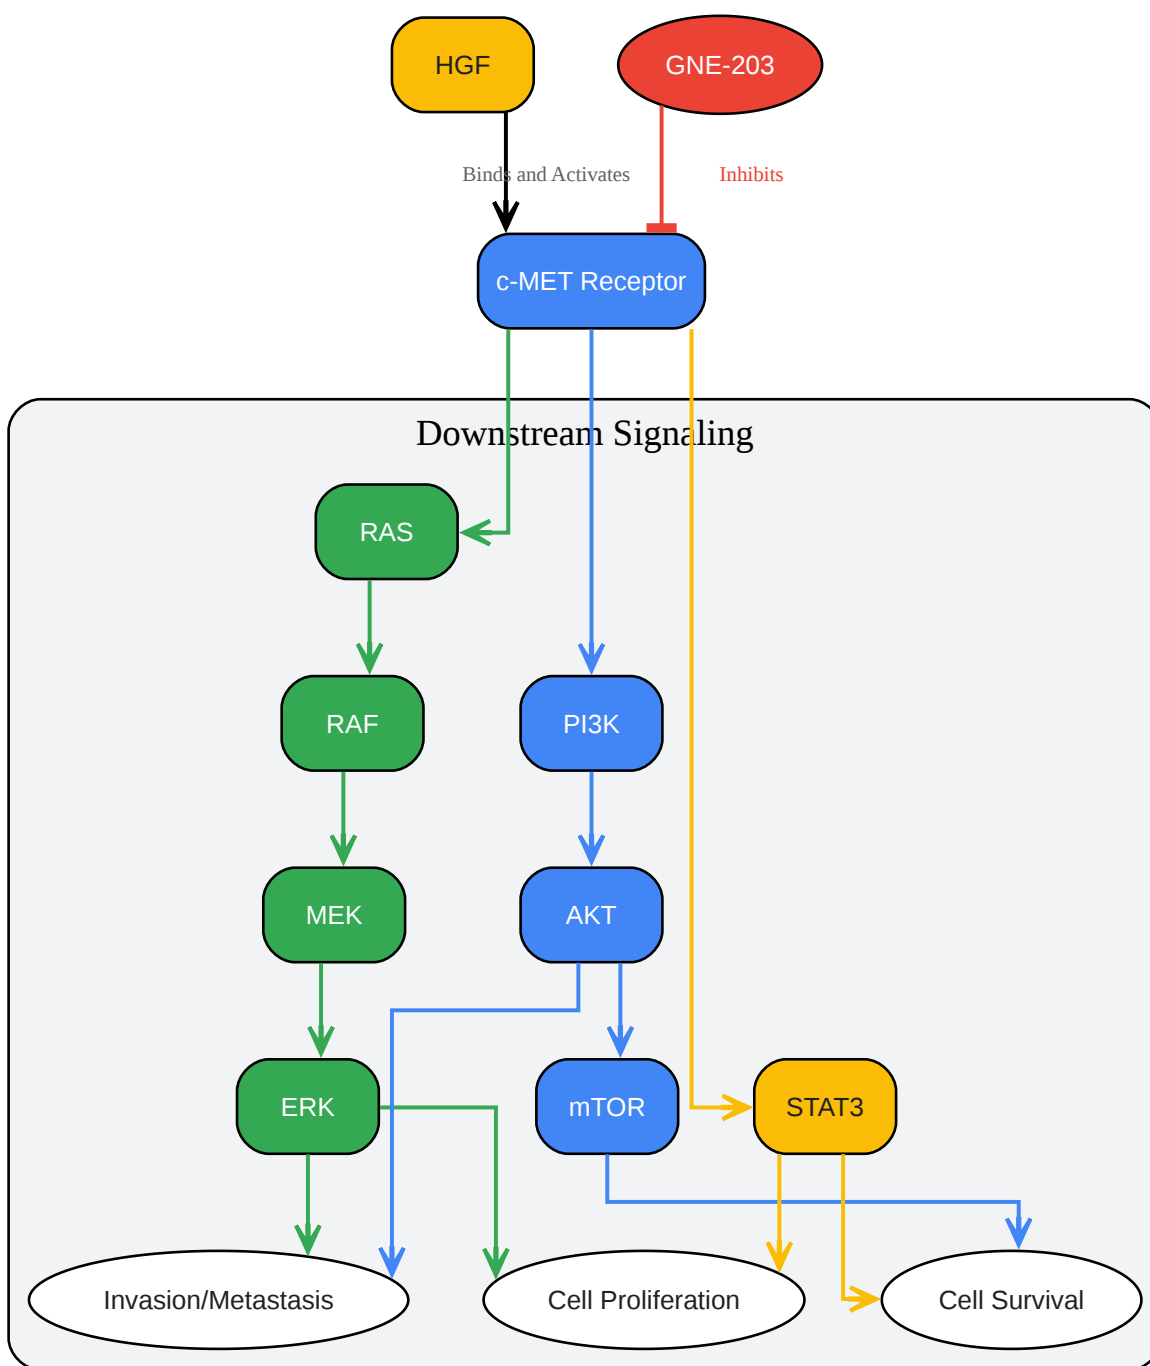 HGF
GNE-203
Binds and Activates
Inhibits
c-MET Receptor
Downstream Signaling
RAS
RAF
PI3K
MEK
AKT
ERK
mTOR
STAT3
Invasion/Metastasis
Cell Proliferation
Cell Survival